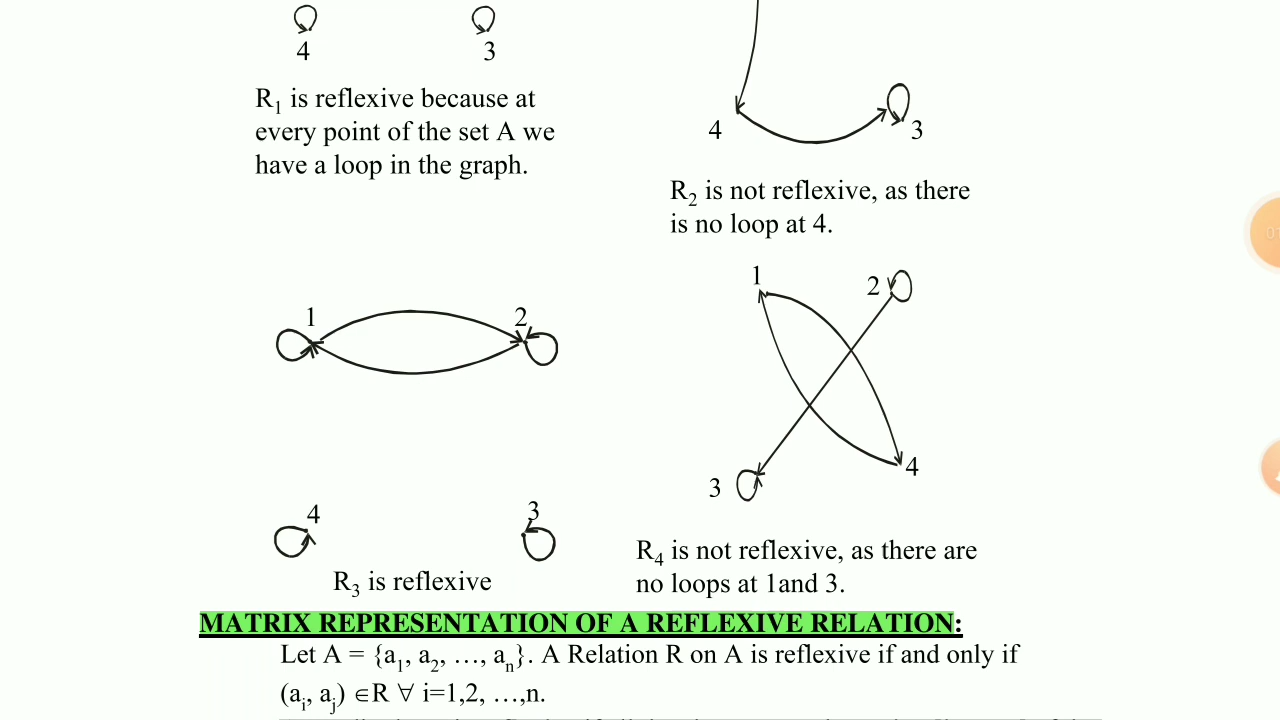 4 3
R₁ is reflexive because at
every point of the set A we
have a loop in the graph.
4 3
R₂ is not reflexive, as there
is no loop at 4.
1 2
4 3
R₃ is reflexive
1 2
3 4
R₄ is not reflexive, as there are
no loops at 1and 3.
MATRIX REPRESENTATION OF A REFLEXIVE RELATION:
Let A = {a₁, a₂, …, aₙ}. A Relation R on A is reflexive if and only if
(aᵢ, aⱼ) ∈R ∀ i=1,2, …,n.